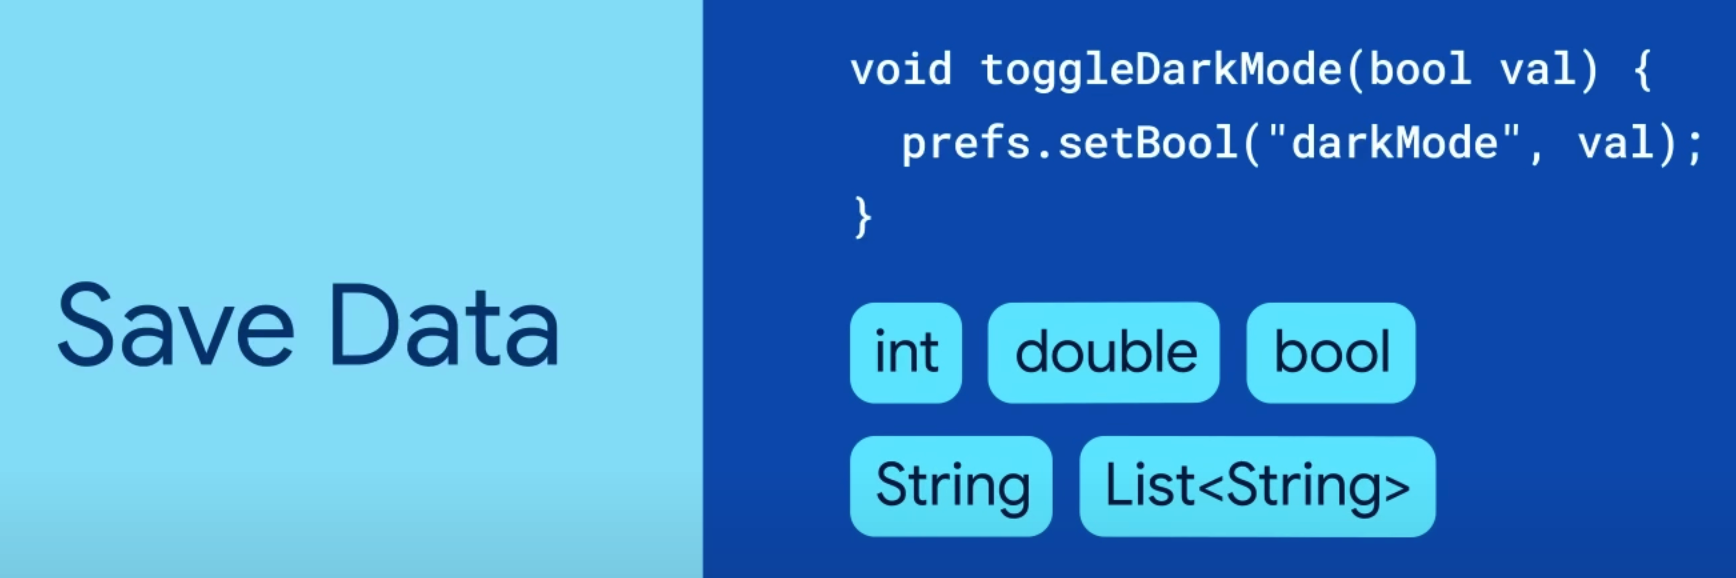 Save Data
void toggleDarkMode(bool val) {
  prefs.setBool("darkMode", val);
}
int double bool
String List<String>